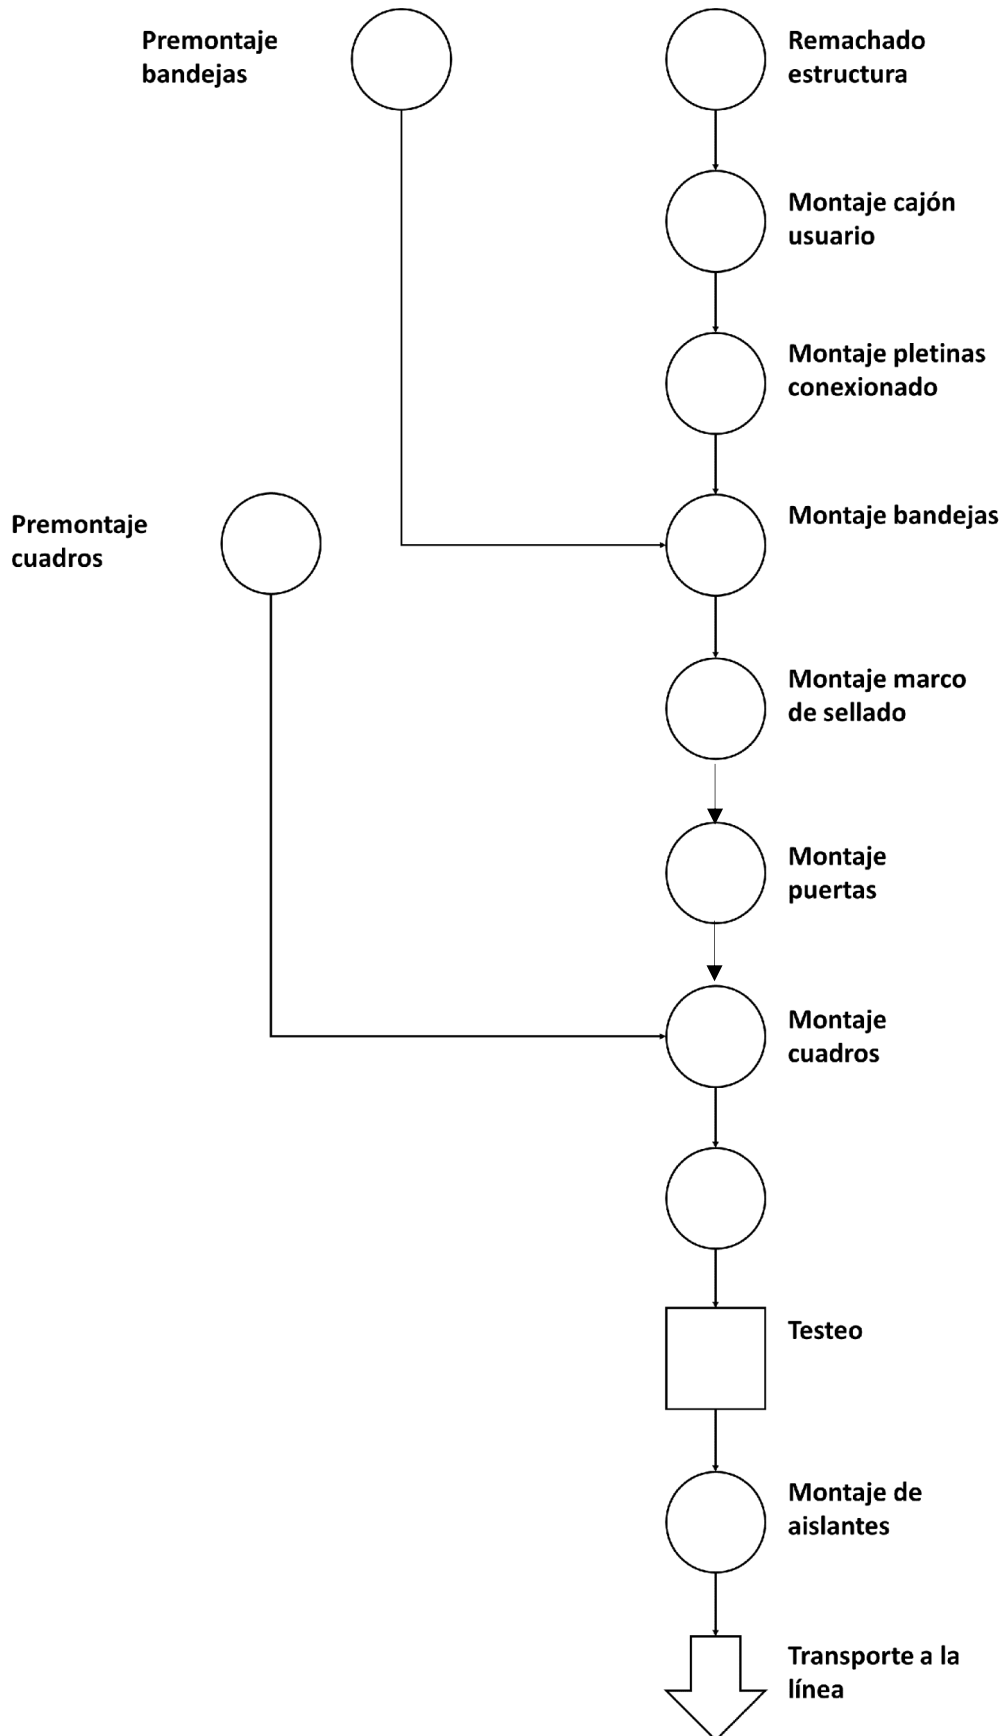 Premontaje
bandejas
Remachado
estructura
Montaje cajón
usuario
Montaje pletinas
conexionado
Montaje bandejas
Premontaje
cuadros
Montaje marco
de sellado
Montaje
puertas
Montaje
cuadros
Testeo
Montaje de
aislantes
Transporte a la
línea